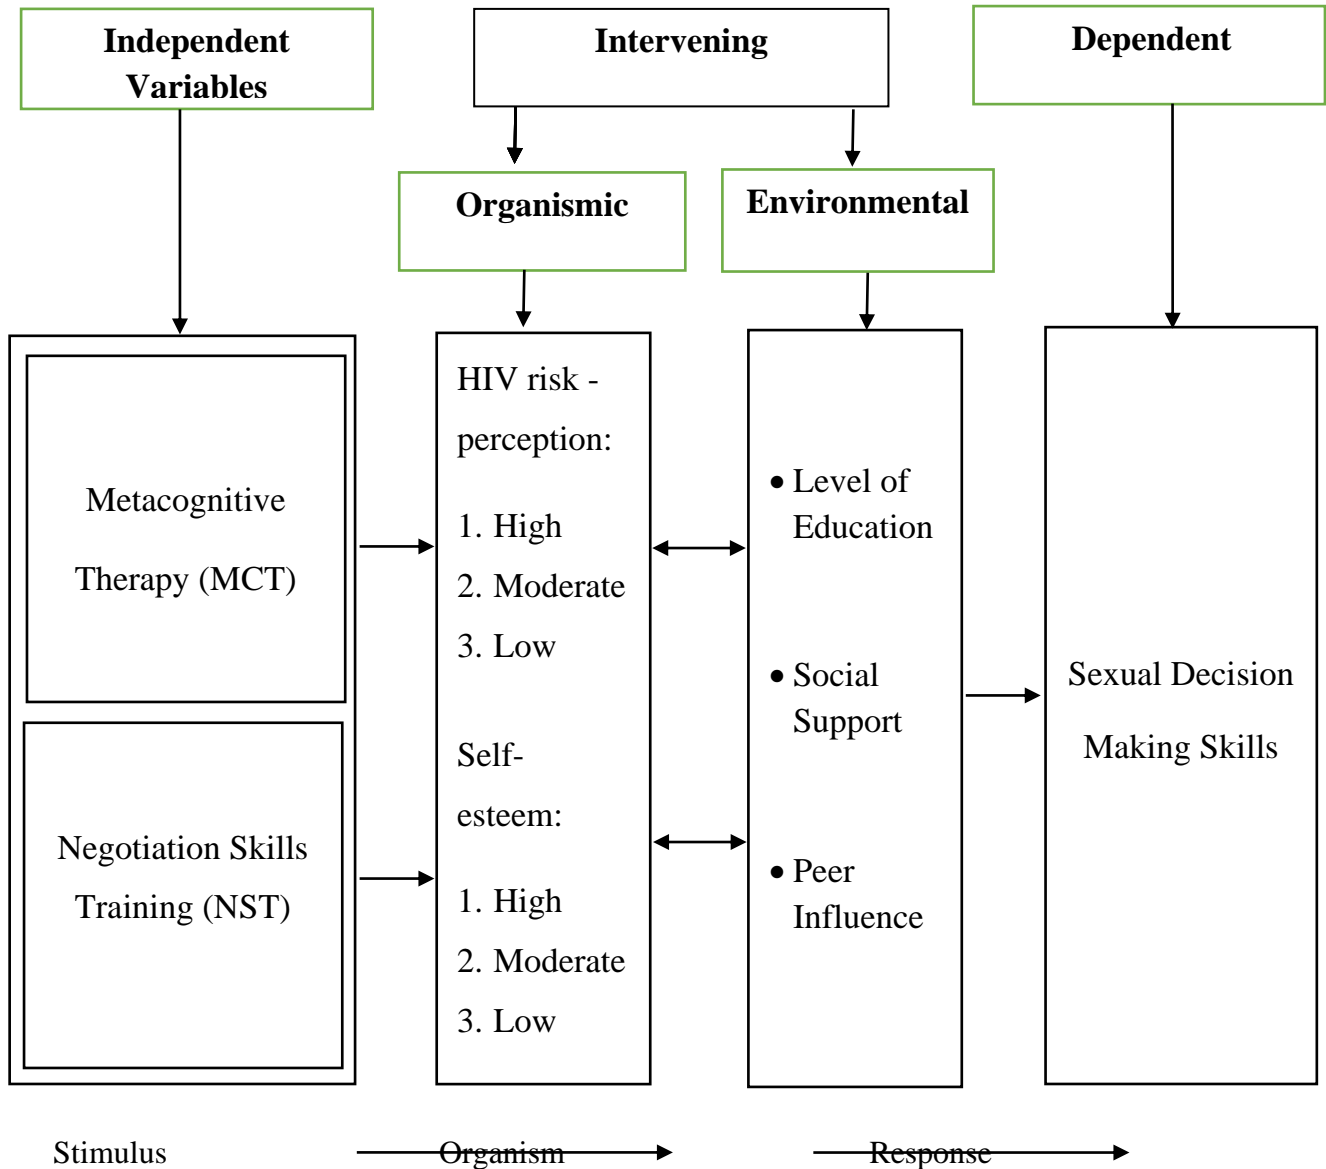 Independent
Variables
Intervening
Dependent
Organismic
Environmental
Metacognitive
Therapy (MCT)
Negotiation Skills
Training (NST)
HIV risk -
perception:
1. High
2. Moderate
3. Low
Self-
esteem:
1. High
2. Moderate
3. Low
• Level of
Education
• Social
Support
• Peer
Influence
Sexual Decision
Making Skills
Stimulus
Organism
Response